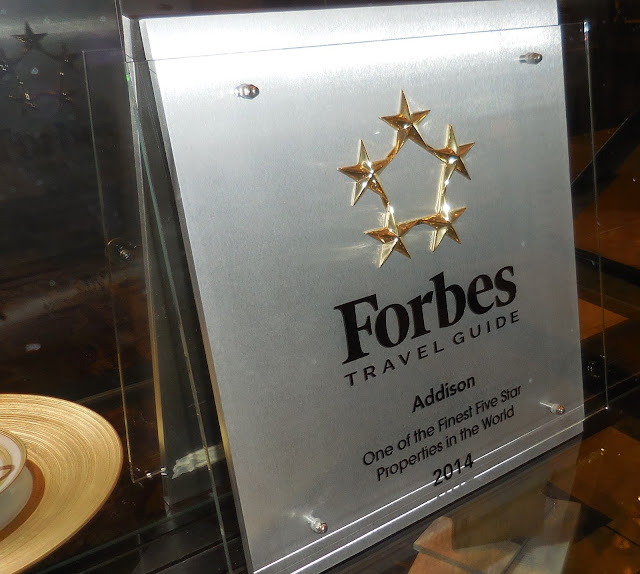 Forbes
TRAVEL GUIDE
Addison
One of the Finest Five Star
Properties in the World
2014